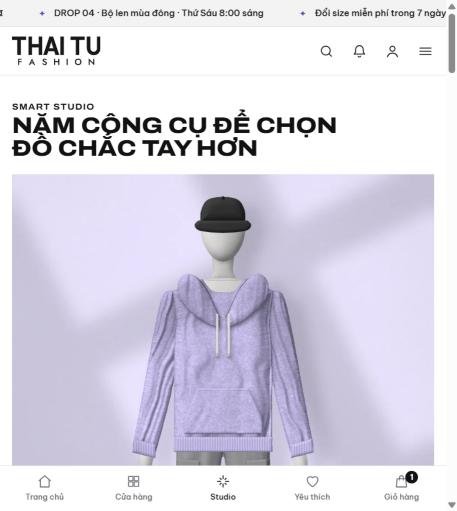 DROP 04 · Bộ len mùa đông · Thứ Sáu 8:00 sáng
Đổi size miễn phí trong 7 ngày
THAI TU
FASHION
SMART STUDIO
NĂM CÔNG CỤ ĐỂ CHỌN
ĐỒ CHẮC TAY HƠN
1
Trang chủ
Cửa hàng
Studio
Yêu thích
Giỏ hàng